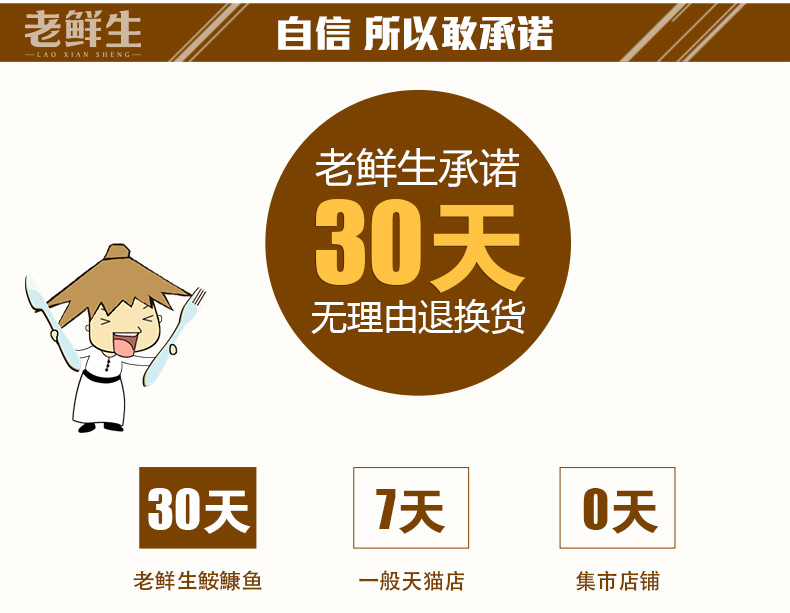 老鲜生
LAO XIAN SHENG
自信 所以敢承诺
老鲜生承诺
30天
无理由退换货
30天
7天
0天
老鲜生鮟鱇鱼
一般天猫店
集市店铺